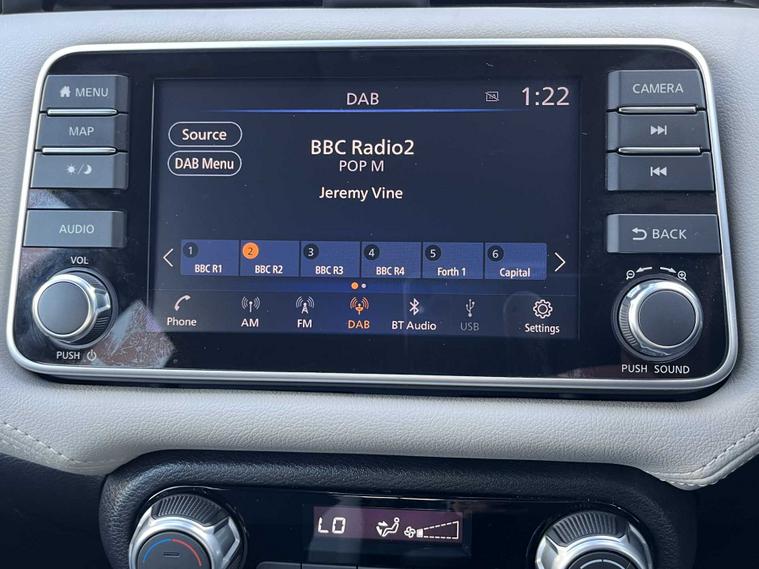 MENU
MAP
AUDIO
VOL
PUSH
DAB
1:22
Source
DAB Menu
BBC Radio2
POP M
Jeremy Vine
1 2 3 4 5 6
BBC R1 BBC R2 BBC R3 BBC R4 Forth 1 Capital
Phone AM FM DAB BT Audio USB Settings
CAMERA
BACK
PUSH SOUND
LO